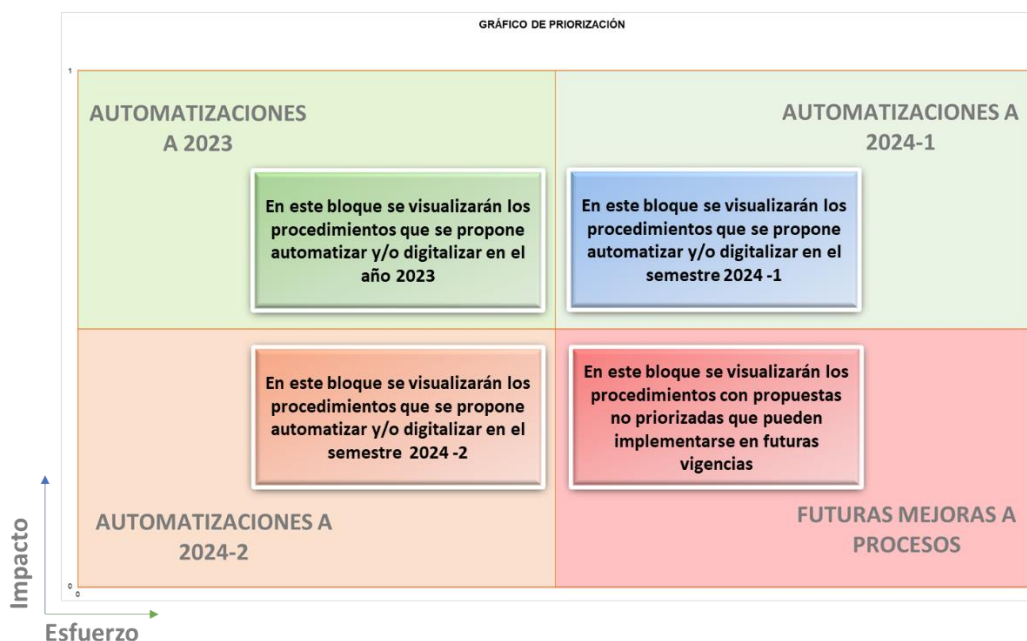 GRÁFICO DE PRIORIZACIÓN
1
AUTOMATIZACIONES
A 2023
AUTOMATIZACIONES A
2024-1
En este bloque se visualizarán los
procedimientos que se propone
automatizar y/o digitalizar en el
año 2023
En este bloque se visualizarán los
procedimientos que se propone
automatizar y/o digitalizar en el
semestre 2024 -1
En este bloque se visualizarán los
procedimientos que se propone
automatizar y/o digitalizar en el
semestre 2024 -2
En este bloque se visualizarán los
procedimientos con propuestas
no priorizadas que pueden
implementarse en futuras
vigencias
AUTOMATIZACIONES A
2024-2
FUTURAS MEJORAS A
PROCESOS
0
0
Impacto
Esfuerzo